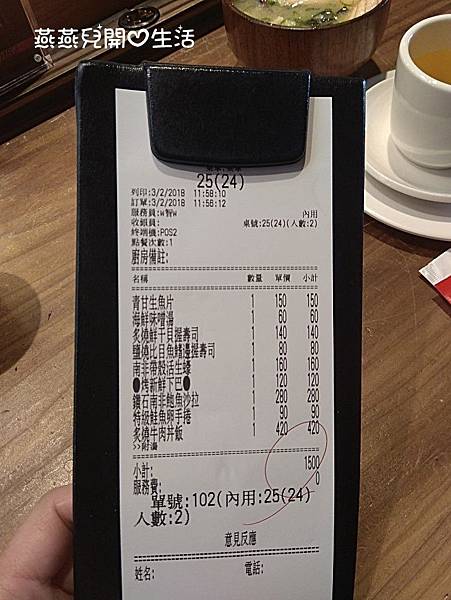 燕燕兒開♡生活
25(24)
列印:3/2/2018 11:58:10
訂單:3/2/2018 11:56:12
服務員:w智w 內用
收銀員: 桌號:25(24)(人數:2)
終端機:POS2
點餐次數:1
廚房備註:
名稱 數量 單價 小計
青甘生魚片 1 150 150
海鮮味噌湯 1 60 60
炙燒鮮干貝握壽司 1 140 140
鹽燒比目魚鰭邊握壽司 1 80 80
南非帶殼活生蠔 1 160 160
●烤新鮮下巴● 1 120 120
鑽石南非鮑魚沙拉 1 280 280
特級鮭魚卵手捲 1 90 90
炙燒牛肉丼飯 1 420 420
>>附湯
小計: 1500
服務費: 0
單號:102(內用:25(24)
人數:2)
意見反應
姓名: 電話: